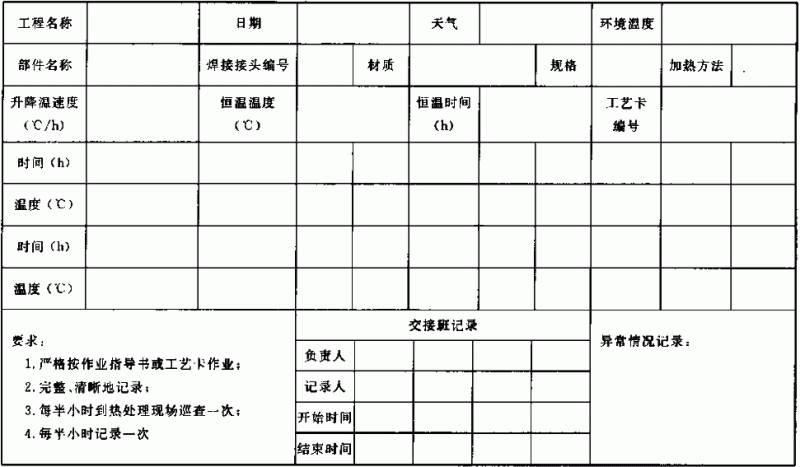 工程名称 日期 天气 环境温度
部件名称 焊接接头编号 材质 规格 加热方法
升降温速度 恒温温度 恒温时间 工艺卡
(℃/h) (℃) (h) 编号
时间(h)
温度(℃)
时间(h)
温度(℃)
要求:
1.严格按作业指导书或工艺卡作业;
2.完整、清晰地记录;
3.每半小时到热处理现场巡查一次;
4.每半小时记录一次
交接班记录
负责人
记录人
开始时间
结束时间
异常情况记录: